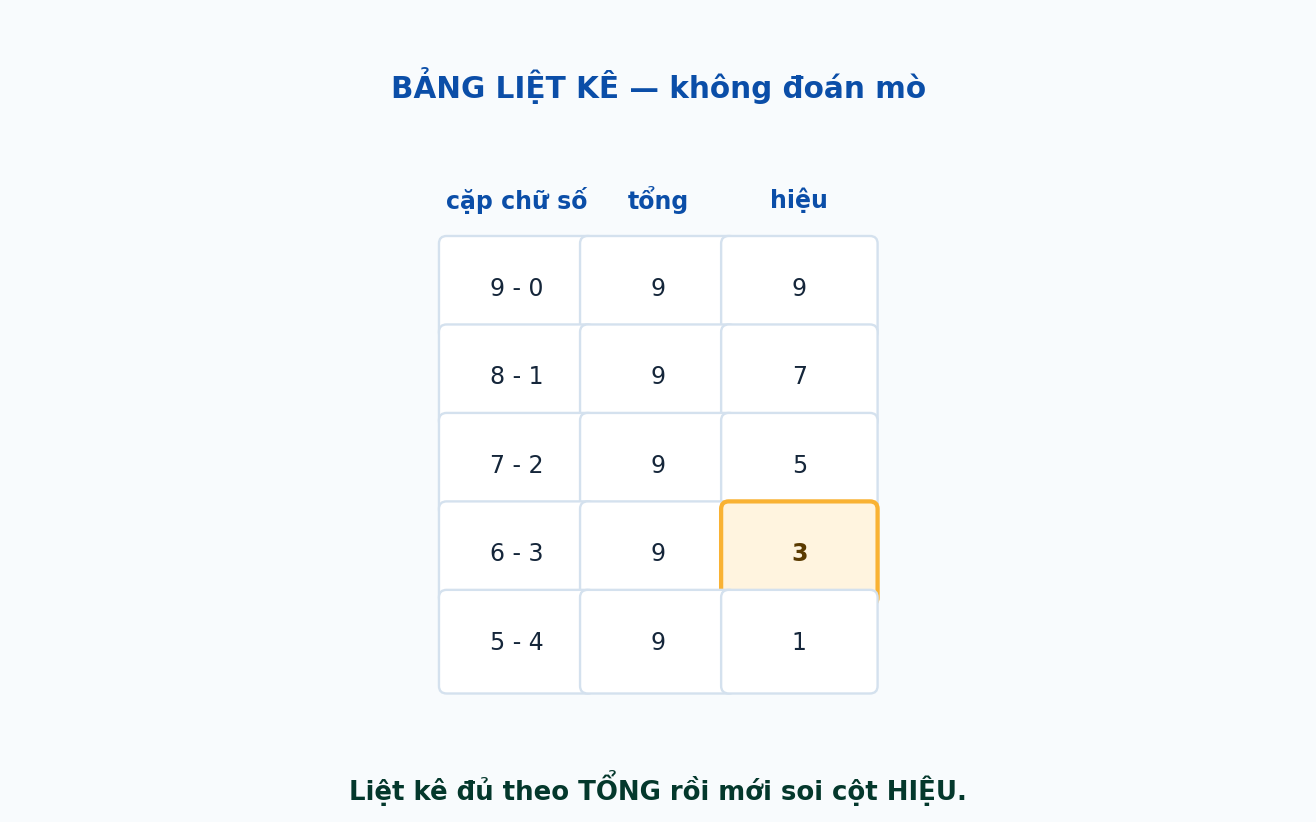 BẢNG LIỆT KÊ — không đoán mò
cặp chữ số tổng hiệu
9 - 0 9 9
8 - 1 9 7
7 - 2 9 5
6 - 3 9 3
5 - 4 9 1
Liệt kê đủ theo TỔNG rồi mới soi cột HIỆU.